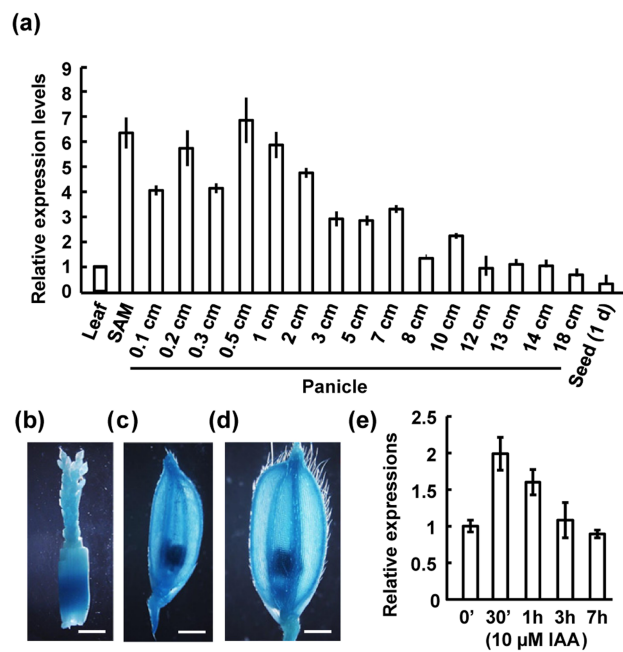 (a)
Relative expression levels
9
8
7
6
5
4
3
2
1
0
Leaf
SAM
0.1 cm
0.2 cm
0.3 cm
0.5 cm
1 cm
2 cm
3 cm
5 cm
7 cm
8 cm
10 cm
12 cm
13 cm
14 cm
18 cm
Seed (1 d)
Panicle
(b)
(c)
(d)
(e)
Relative expressions
2.5
2
1.5
1
0.5
0
0’ 30’ 1h 3h 7h
(10 μM IAA)